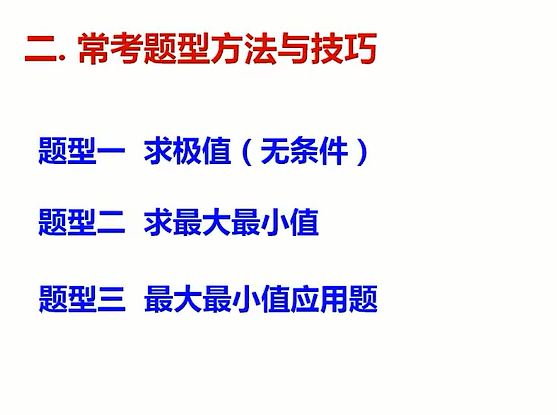 二. 常考题型方法与技巧
题型一 求极值（无条件）
题型二 求最大最小值
题型三 最大最小值应用题